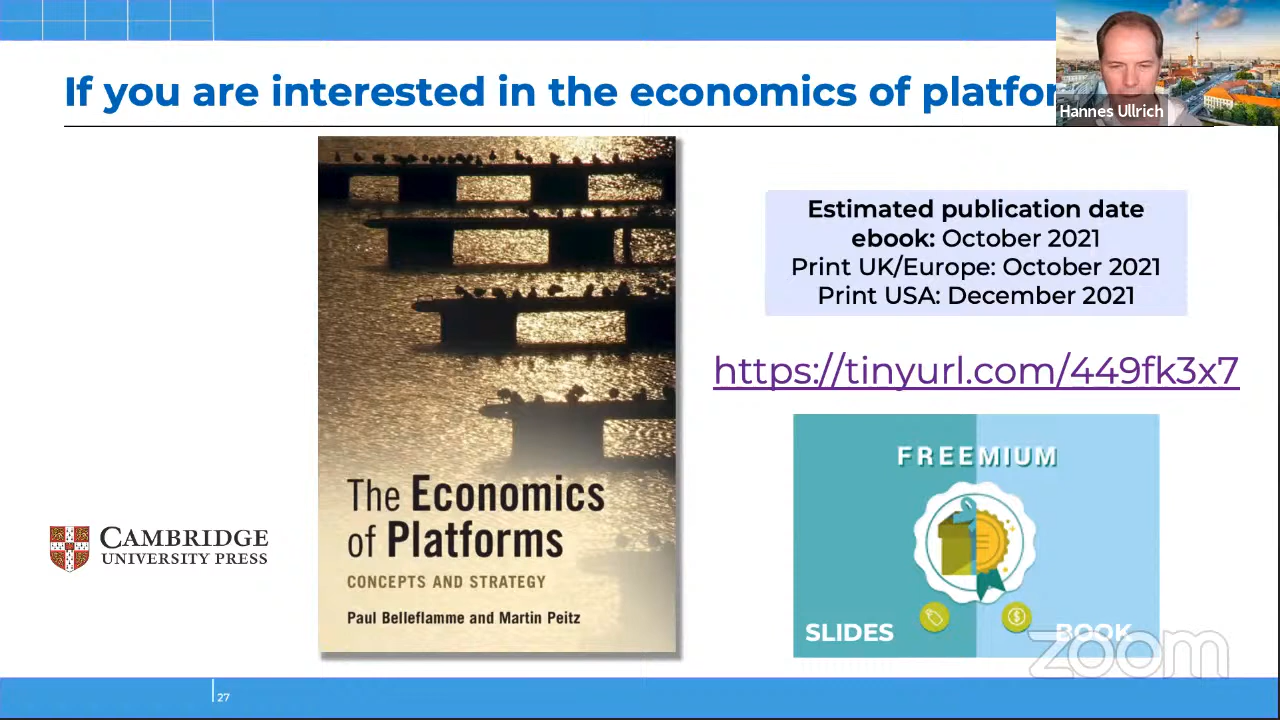 If you are interested in the economics of platfor
Hannes Ullrich
Estimated publication date
ebook: October 2021
Print UK/Europe: October 2021
Print USA: December 2021
https://tinyurl.com/449fk3x7
FREEMIUM
The Economics
of Platforms
CONCEPTS AND STRATEGY
Paul Belleflamme and Martin Peitz
CAMBRIDGE
UNIVERSITY PRESS
SLIDES
BOOK
zoom
27